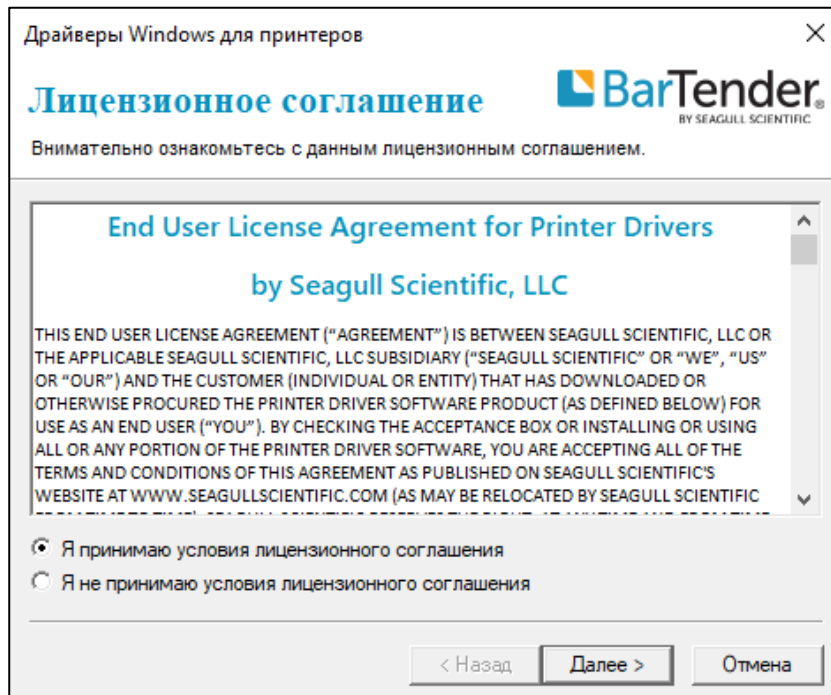 Драйверы Windows для принтеров
Лицензионное соглашение
BarTender®
BY SEAGULL SCIENTIFIC
Внимательно ознакомьтесь с данным лицензионным соглашением.
End User License Agreement for Printer Drivers
by Seagull Scientific, LLC
THIS END USER LICENSE AGREEMENT (“AGREEMENT”) IS BETWEEN SEAGULL SCIENTIFIC, LLC OR
THE APPLICABLE SEAGULL SCIENTIFIC, LLC SUBSIDIARY (“SEAGULL SCIENTIFIC” OR “WE”, “US”
OR “OUR”) AND THE CUSTOMER (INDIVIDUAL OR ENTITY) THAT HAS DOWNLOADED OR
OTHERWISE PROCURED THE PRINTER DRIVER SOFTWARE PRODUCT (AS DEFINED BELOW) FOR
USE AS AN END USER (“YOU”). BY CHECKING THE ACCEPTANCE BOX OR INSTALLING OR USING
ALL OR ANY PORTION OF THE PRINTER DRIVER SOFTWARE, YOU ARE ACCEPTING ALL OF THE
TERMS AND CONDITIONS OF THIS AGREEMENT AS PUBLISHED ON SEAGULL SCIENTIFIC'S
WEBSITE AT WWW.SEAGULLSCIENTIFIC.COM (AS MAY BE RELOCATED BY SEAGULL SCIENTIFIC
Я принимаю условия лицензионного соглашения
Я не принимаю условия лицензионного соглашения
< Назад
Далее >
Отмена